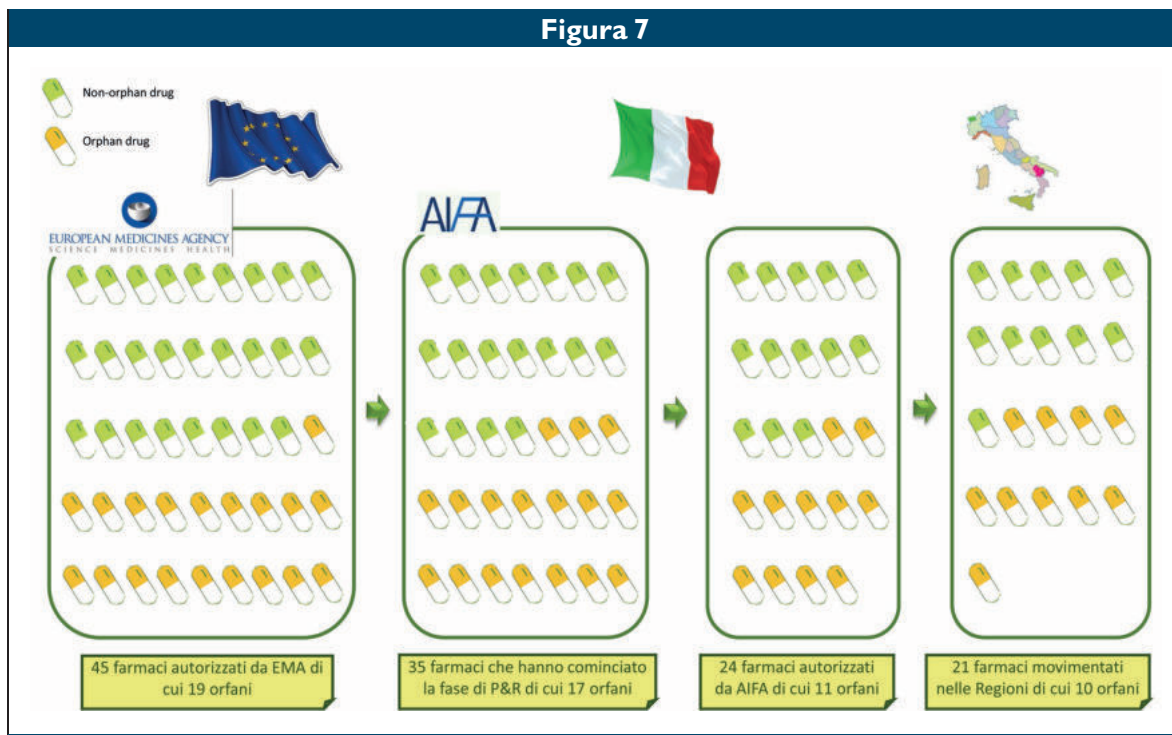 Figura 7
Non-orphan drug
Orphan drug
EUROPEAN MEDICINES AGENCY
SCIENCE MEDICINES HEALTH
AIFA
45 farmaci autorizzati da EMA di
cui 19 orfani
35 farmaci che hanno cominciato
la fase di P&R di cui 17 orfani
24 farmaci autorizzati
da AIFA di cui 11 orfani
21 farmaci movimentati
nelle Regioni di cui 10 orfani